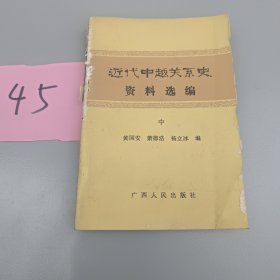 45
近代中越关系史
资料选编
中
黄国安 萧德浩 杨立冰 编
广西人民出版社